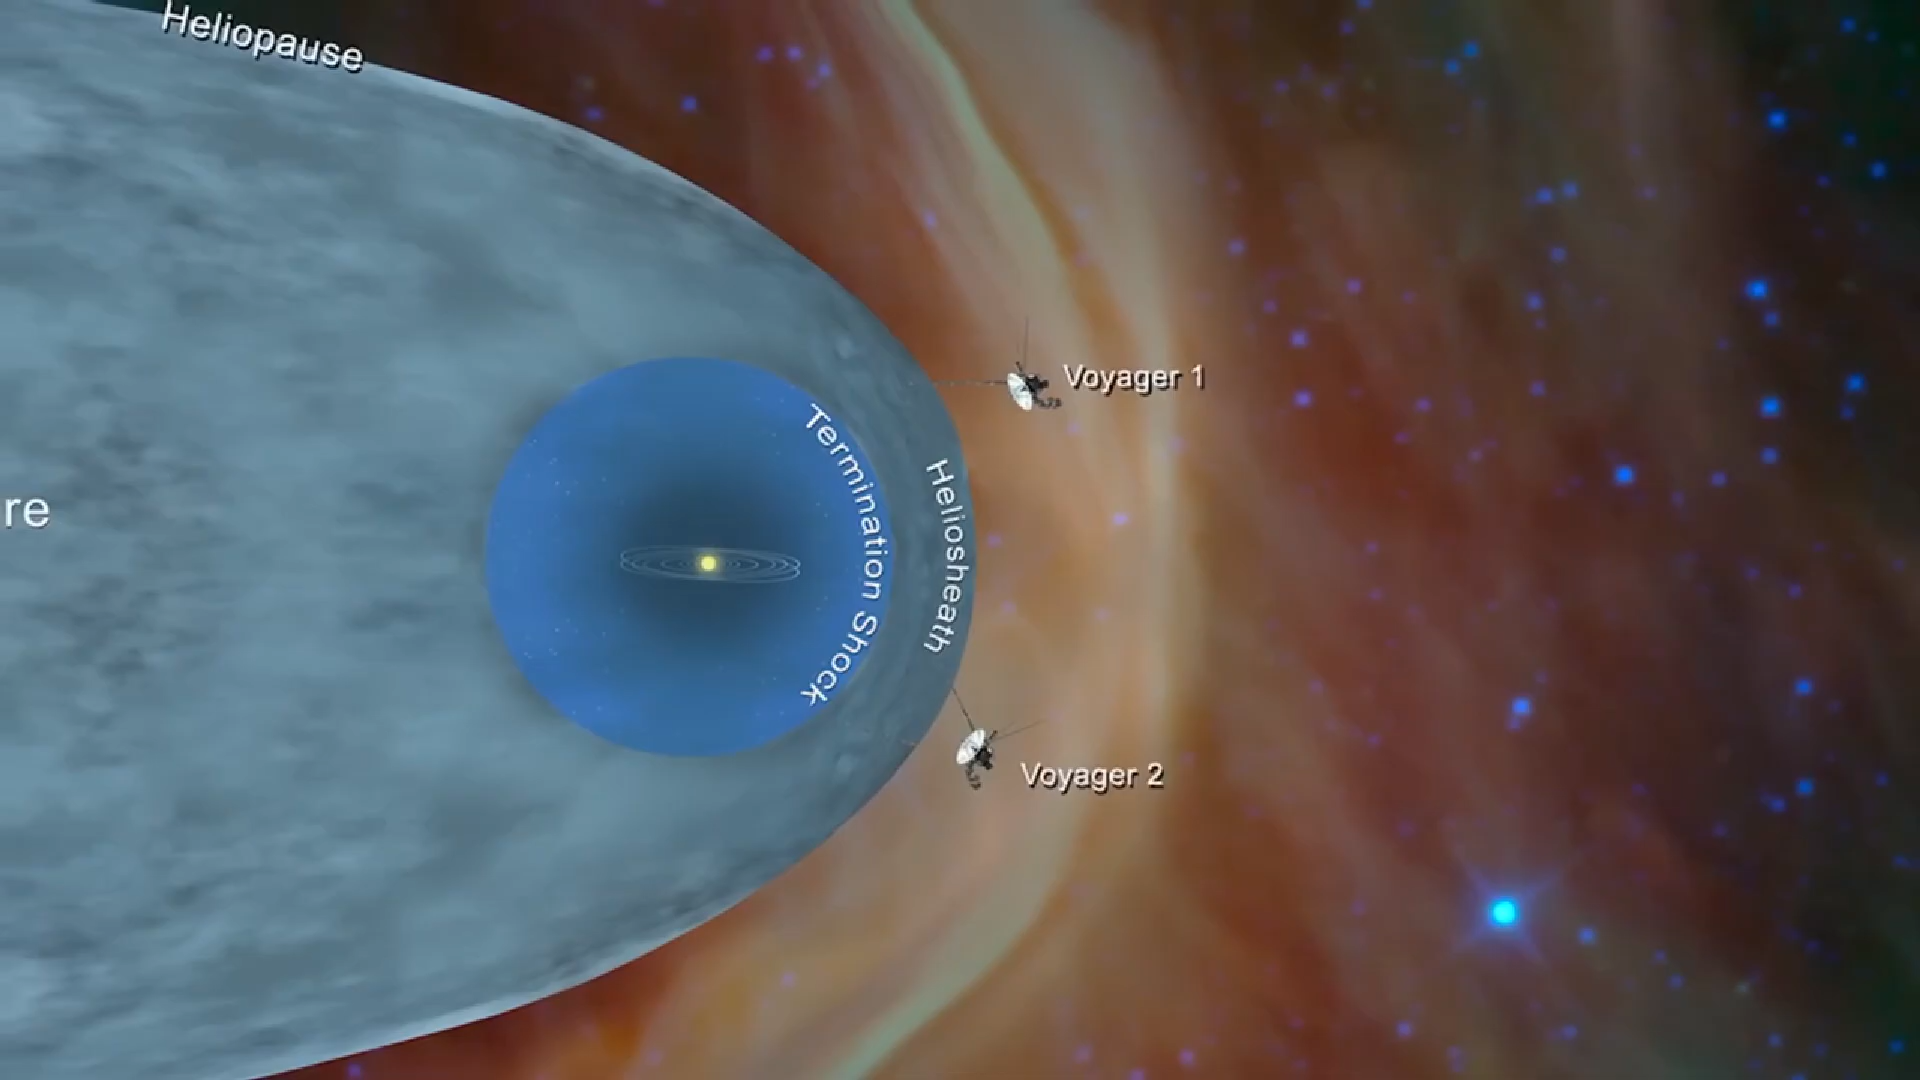 Heliopause
Voyager 1
Termination Shock
Heliosheath
re
Voyager 2